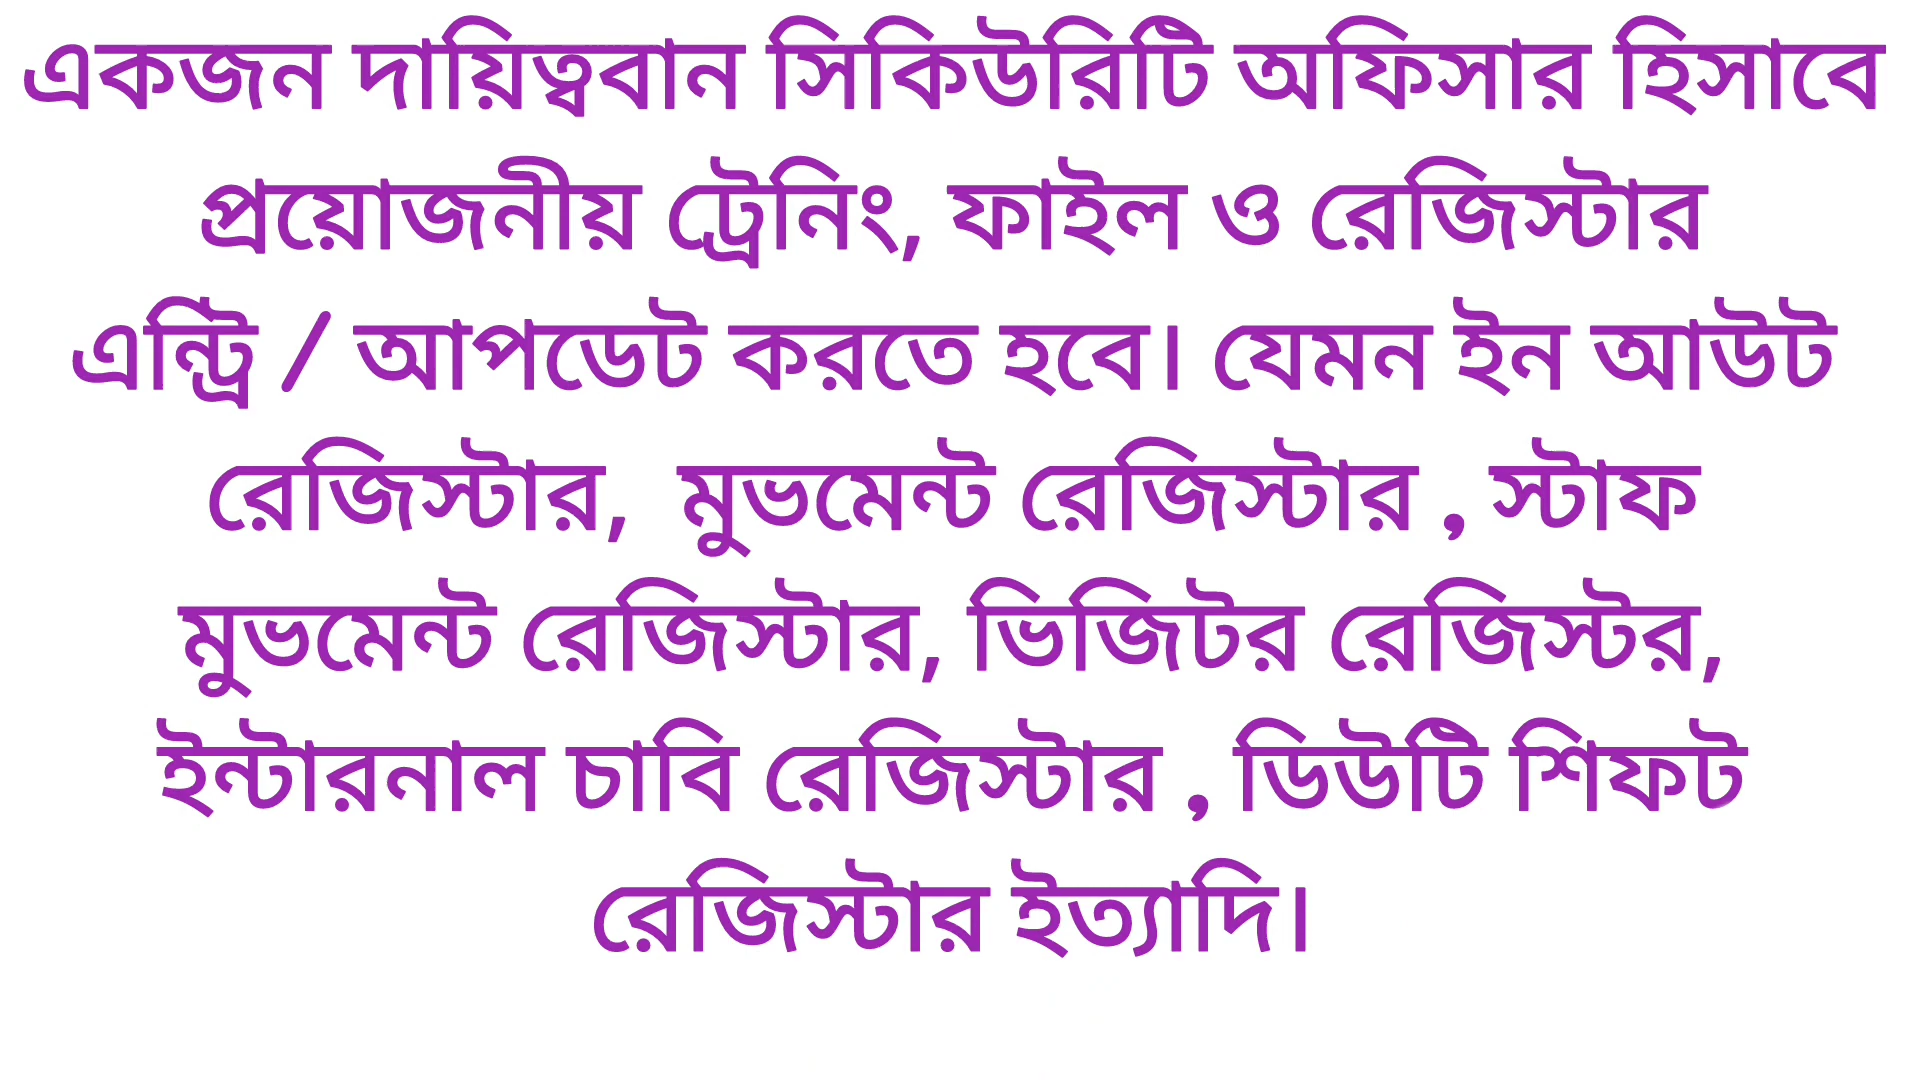 একজন দায়িত্ববান সিকিউরিটি অফিসার হিসাবে
প্রয়োজনীয় ট্রেনিং, ফাইল ও রেজিস্টার
এন্ট্রি / আপডেট করতে হবে। যেমন ইন আউট
রেজিস্টার, মুভমেন্ট রেজিস্টার , স্টাফ
মুভমেন্ট রেজিস্টার, ভিজিটর রেজিস্টর,
ইন্টারনাল চাবি রেজিস্টার , ডিউটি শিফট
রেজিস্টার ইত্যাদি।